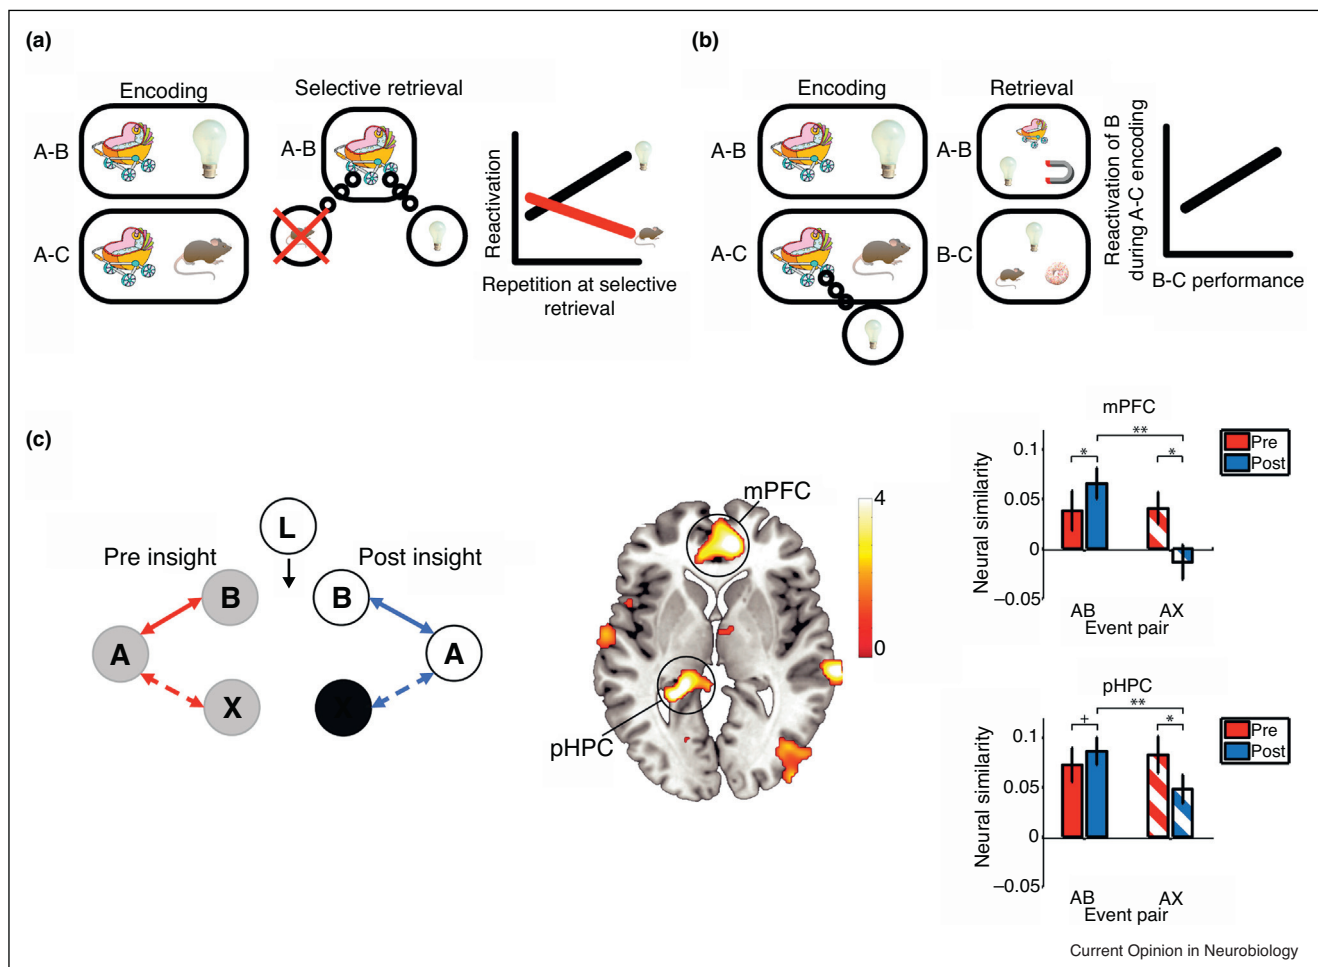 (a)
Encoding
Selective retrieval
A-B
A-B
A-C
Reactivation
Repetition at selective
retrieval
(b)
Encoding
Retrieval
A-B
A-B
A-C
B-C
Reactivation of B
during A-C encoding
B-C performance
(c)
L
Pre insight
Post insight
B
B
A
A
X
X
mPFC
pHPC
4
0
mPFC
Neural similarity
0.1
0.05
0
–0.05
*
**
*
Pre
Post
AB
AX
Event pair
pHPC
Neural similarity
0.1
0.05
0
–0.05
+
**
*
Pre
Post
AB
AX
Event pair
Current Opinion in Neurobiology